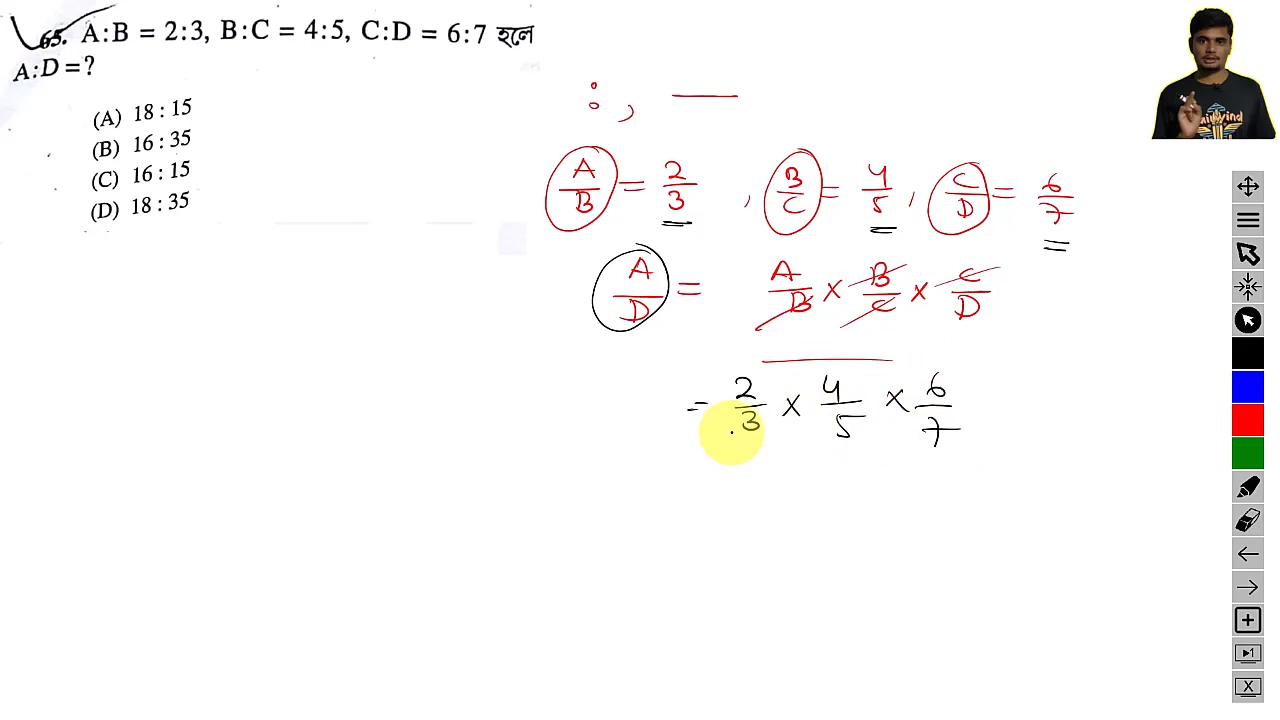 65. A:B = 2:3, B:C = 4:5, C:D = 6:7 হলে
A:D = ?
(A) 18 : 15
(B) 16 : 35
(C) 16 : 15
(D) 18 : 35
: , —
A/B = 2/3 , B/C = 4/5 , C/D = 6/7
A/D = A/B × B/C × C/D
= 2/3 × 4/5 × 6/7